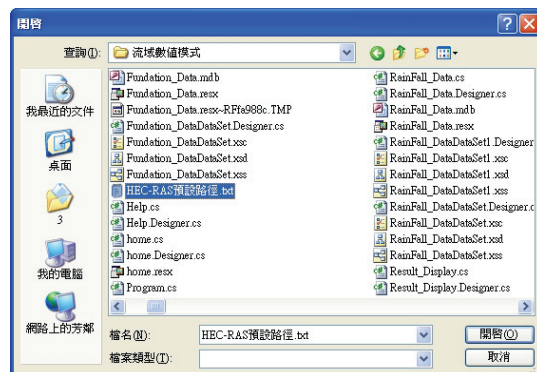 開啓
查詢(I):
流域數值模式
我最近的文件
桌面
3
我的電腦
網路上的芳鄰
Fundation_Data.mdb
Fundation_Data.resx
Fundation_Data.resx~RFfa988c.TMP
Fundation_DataDataSet.Designer.cs
Fundation_DataDataSet.xsc
Fundation_DataDataSet.xsd
Fundation_DataDataSet.xss
HEC-RAS預設路徑.txt
Help.cs
Help.Designer.cs
home.cs
home.Designer.cs
home.resx
Program.cs
RainFall_Data.cs
RainFall_Data.Designer.cs
RainFall_Data.mdb
RainFall_Data.resx
RainFall_DataDataSet1.Designer
RainFall_DataDataSet1.xsc
RainFall_DataDataSet1.xsd
RainFall_DataDataSet1.xss
RainFall_DataDataSet.Designer.c
RainFall_DataDataSet.xsc
RainFall_DataDataSet.xsd
RainFall_DataDataSet.xss
Result_Display.cs
Result_Display.Designer.cs
檔名(N):
HEC-RAS預設路徑.txt
開啓(O)
檔案類型(T):
取消